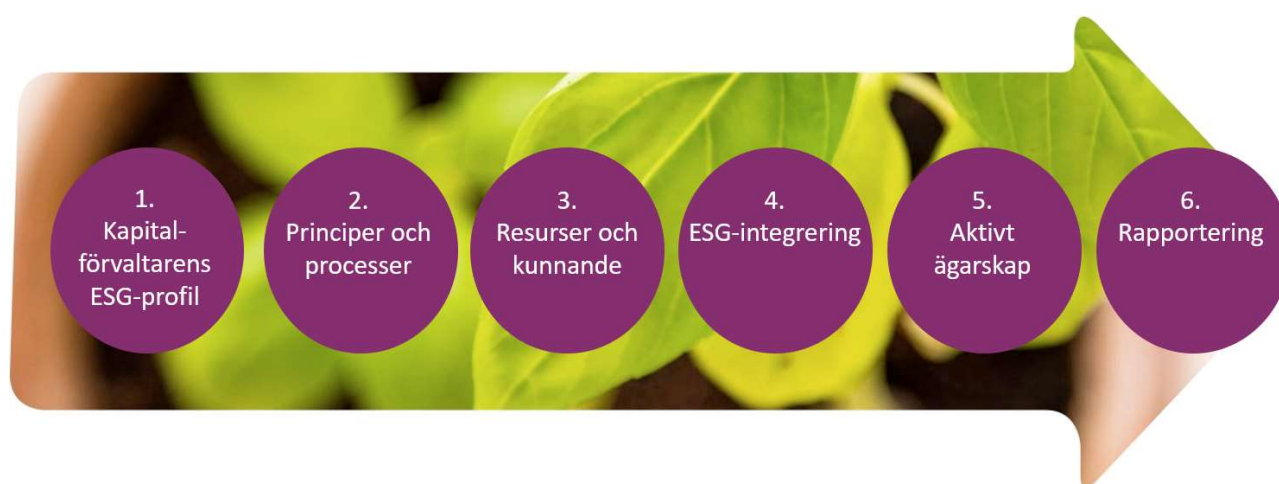 1.
Kapital-
förvaltarens
ESG-profil
2.
Principer och
processer
3.
Resurser och
kunnande
4.
ESG-integrering
5.
Aktivt
ägarskap
6.
Rapportering